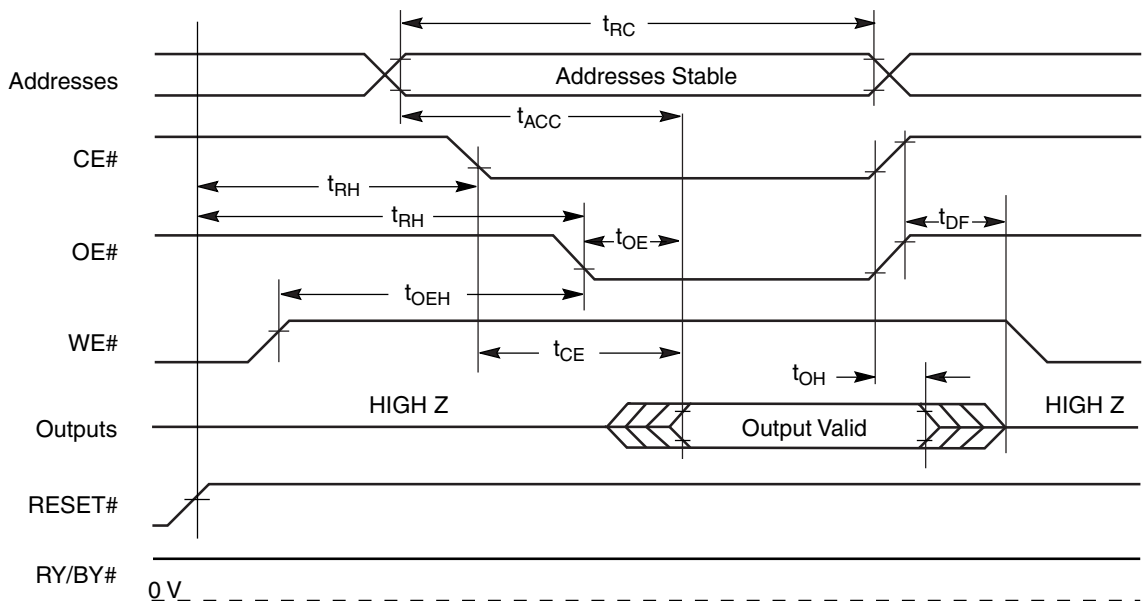 tRC
Addresses
Addresses Stable
tACC
CE#
tRH
tRH
tOE
tDF
OE#
tOEH
WE#
tCE
tOH
HIGH Z
HIGH Z
Outputs
Output Valid
RESET#
RY/BY#
0 V